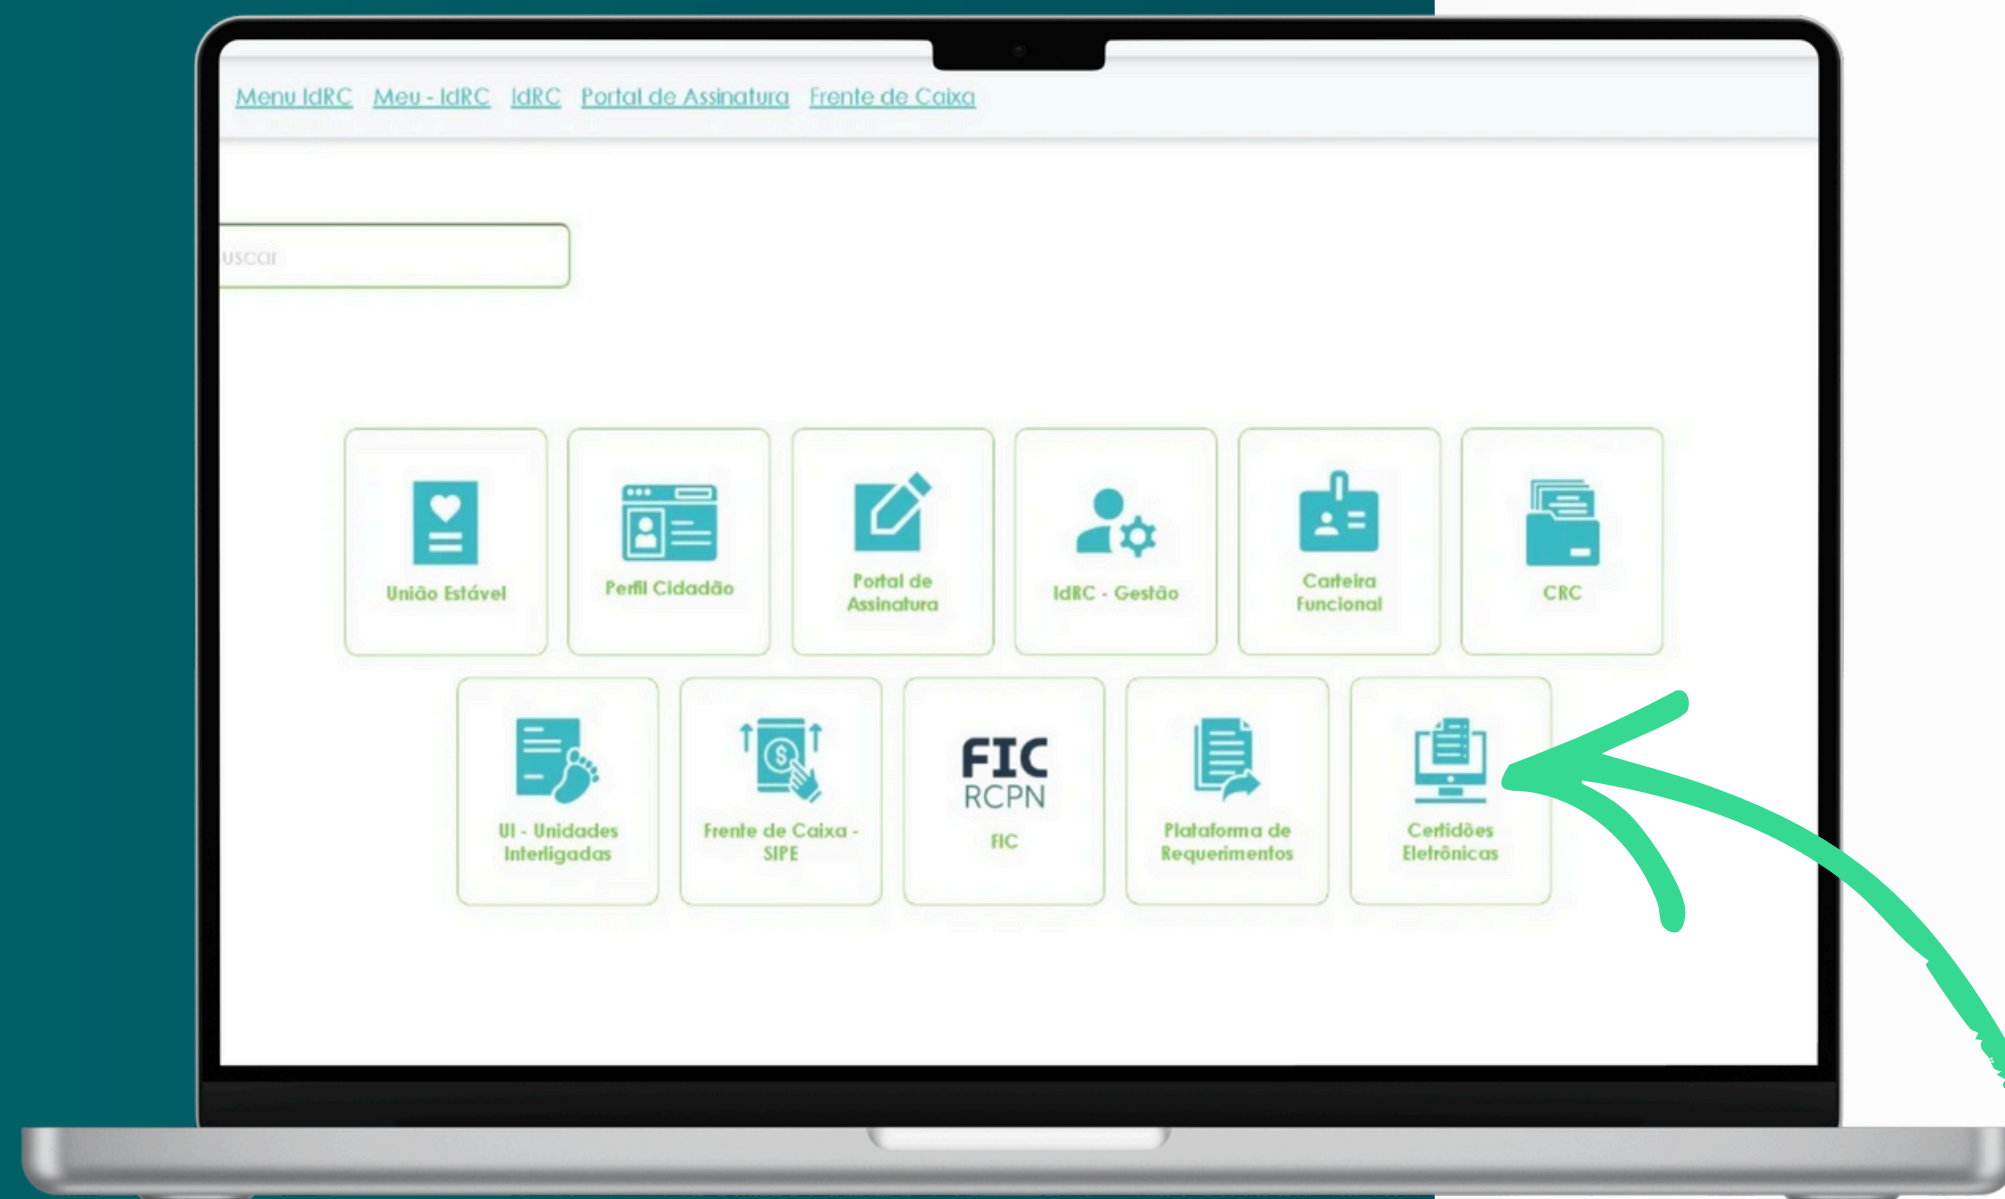 Menu IdRC Meu - IdRC IdRC Portal de Assinatura Frente de Caixa
uscar
União Estável
Perfil Cidadão
Portal de
Assinatura
IdRC - Gestão
Carteira
Funcional
CRC
UI - Unidades
Interligadas
Frente de Caixa -
SIPE
FIC
RCPN
FIC
Plataforma de
Requerimentos
Certidões
Eletrônicas